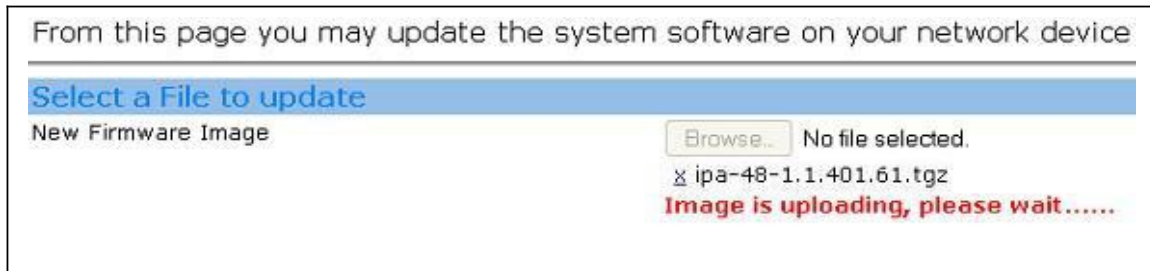 From this page you may update the system software on your network device
Select a File to update
New Firmware Image
Browse... No file selected.
x ipa-48-1.1.401.61.tgz
Image is uploading, please wait......